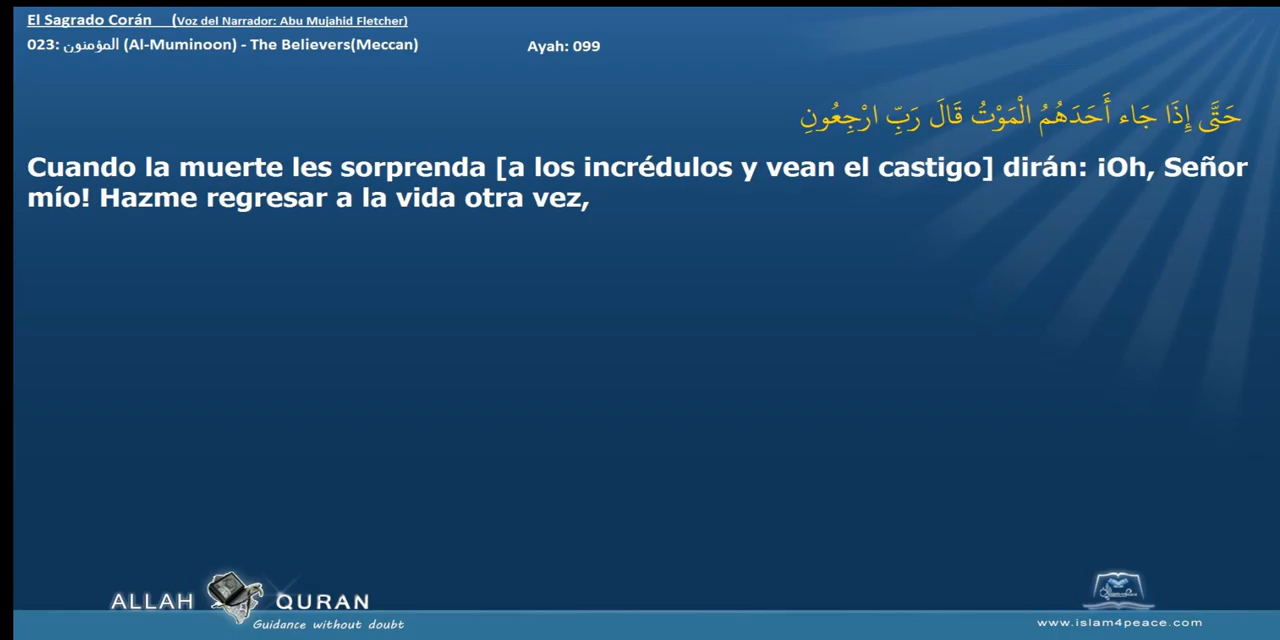 El Sagrado Corán (Voz del Narrador: Abu Mujahid Fletcher)
023: المؤمنون (Al-Muminoon) - The Believers(Meccan) Ayah: 099
حَتَّى إِذَا جَاء أَحَدَهُمُ الْمَوْتُ قَالَ رَبِّ ارْجِعُونِ
Cuando la muerte les sorprenda [a los incrédulos y vean el castigo] dirán: ¡Oh, Señor
mío! Hazme regresar a la vida otra vez,
ALLAH QURAN
Guidance without doubt
www.islam4peace.com